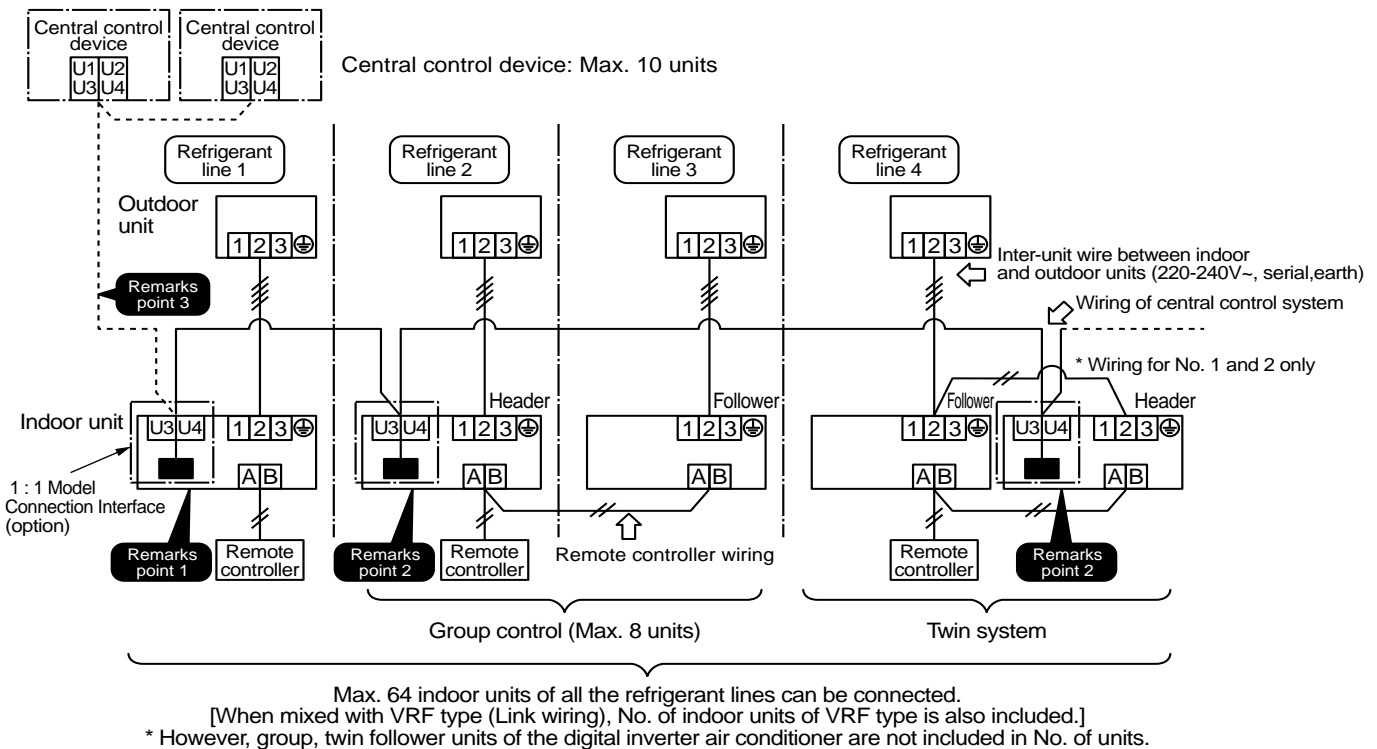 Central control
device
U1 U2
U3 U4
Central control
device
U1 U2
U3 U4
Central control device: Max. 10 units
Refrigerant
line 1
Refrigerant
line 2
Refrigerant
line 3
Refrigerant
line 4
Outdoor
unit
1 2 3
1 2 3
1 2 3
1 2 3
Inter-unit wire between indoor
and outdoor units (220-240V~, serial,earth)
Remarks
point 3
Wiring of central control system
* Wiring for No. 1 and 2 only
Indoor unit
Header
Follower
Follower
Header
U3 U4
1 2 3
U3 U4
1 2 3
1 2 3
1 2 3
U3 U4
1 2 3
A B
A B
A B
A B
A B
1 : 1 Model
Connection Interface
(option)
Remarks
point 1
Remote
controller
Remarks
point 2
Remote
controller
Remote controller wiring
Remote
controller
Remarks
point 2
Group control (Max. 8 units)
Twin system
Max. 64 indoor units of all the refrigerant lines can be connected.
[When mixed with VRF type (Link wiring), No. of indoor units of VRF type is also included.]
* However, group, twin follower units of the digital inverter air conditioner are not included in No. of units.